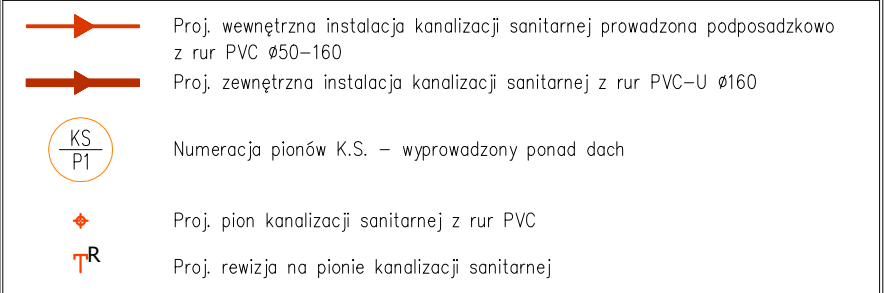 Proj. wewnętrzna instalacja kanalizacji sanitarnej prowadzona podposadzkowo
z rur PVC Ø50-160
Proj. zewnętrzna instalacja kanalizacji sanitarnej z rur PVC-U Ø160
KS
P1
Numeracja pionów K.S. - wyprowadzony ponad dach
Proj. pion kanalizacji sanitarnej z rur PVC
R
Proj. rewizja na pionie kanalizacji sanitarnej